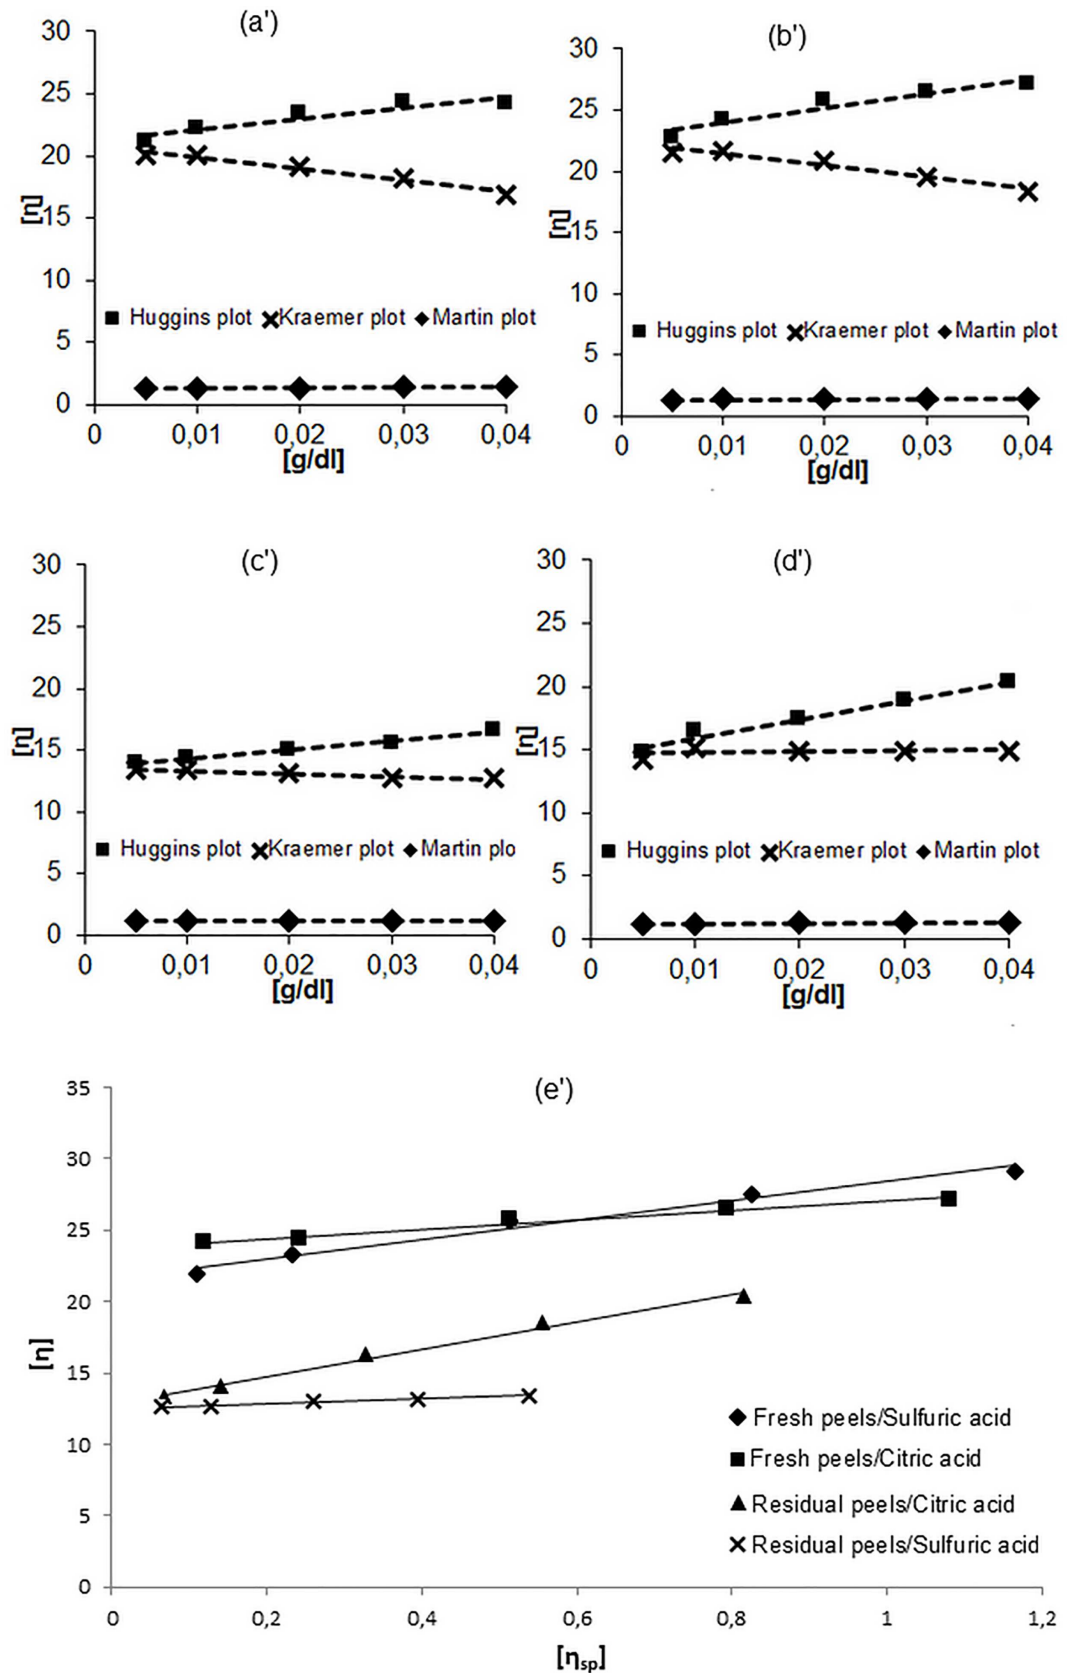 (a')
30
25
20
15
10
5
0
[η]
Huggins plot Kraemer plot Martin plot
0 0,01 0,02 0,03 0,04
[g/dl]
(b')
30
25
20
15
10
5
0
[η]
Huggins plot Kraemer plot Martin plot
0 0,01 0,02 0,03 0,04
[g/dl]
(c')
30
25
20
15
10
5
0
[η]
Huggins plot Kraemer plot Martin plo
0 0,01 0,02 0,03 0,04
[g/dl]
(d')
30
25
20
15
10
5
0
[η]
Huggins plot Kraemer plot Martin plot
0 0,01 0,02 0,03 0,04
[g/dl]
(e')
35
30
25
20
15
10
5
0
[η]
Fresh peels/Sulfuric acid
Fresh peels/Citric acid
Residual peels/Citric acid
Residual peels/Sulfuric acid
0 0,2 0,4 0,6 0,8 1 1,2
[ηsp]